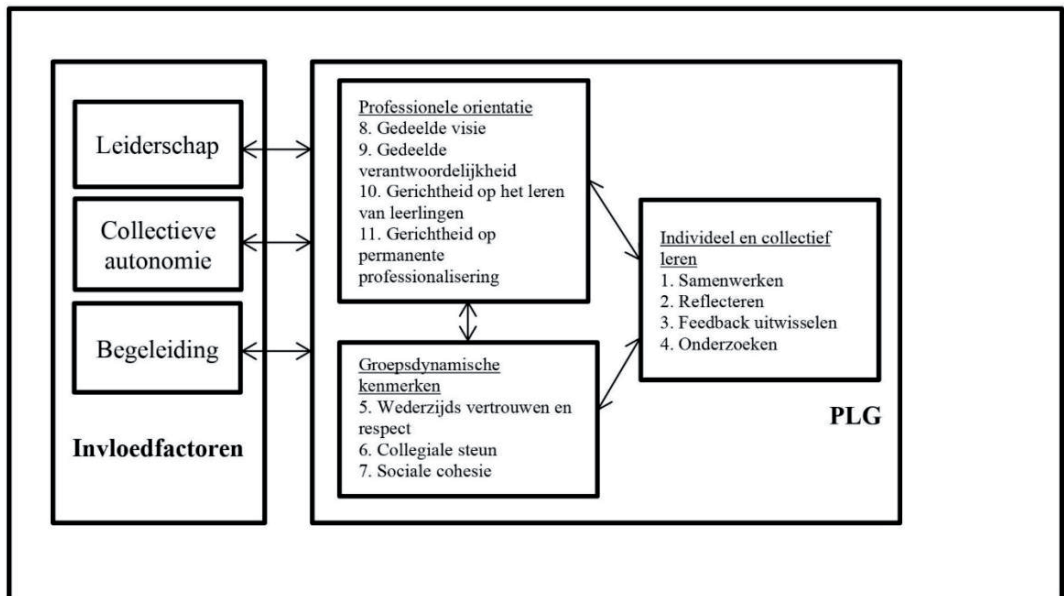 Leiderschap
Collectieve
autonomie
Begeleiding
Invloedfactoren
Professionele orientatie
8. Gedeelde visie
9. Gedeelde
verantwoordelijkheid
10. Gerichtheid op het leren
van leerlingen
11. Gerichtheid op
permanente
professionalisering
Groepsdynamische
kenmerken
5. Wederzijds vertrouwen en
respect
6. Collegiale steun
7. Sociale cohesie
Individeel en collectief
leren
1. Samenwerken
2. Reflecteren
3. Feedback uitwisselen
4. Onderzoeken
PLG